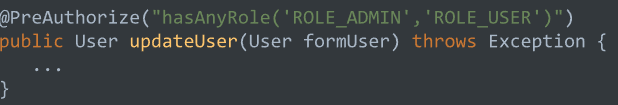 @PreAuthorize("hasAnyRole('ROLE_ADMIN','ROLE_USER')")
public User updateUser(User formUser) throws Exception {
...
}